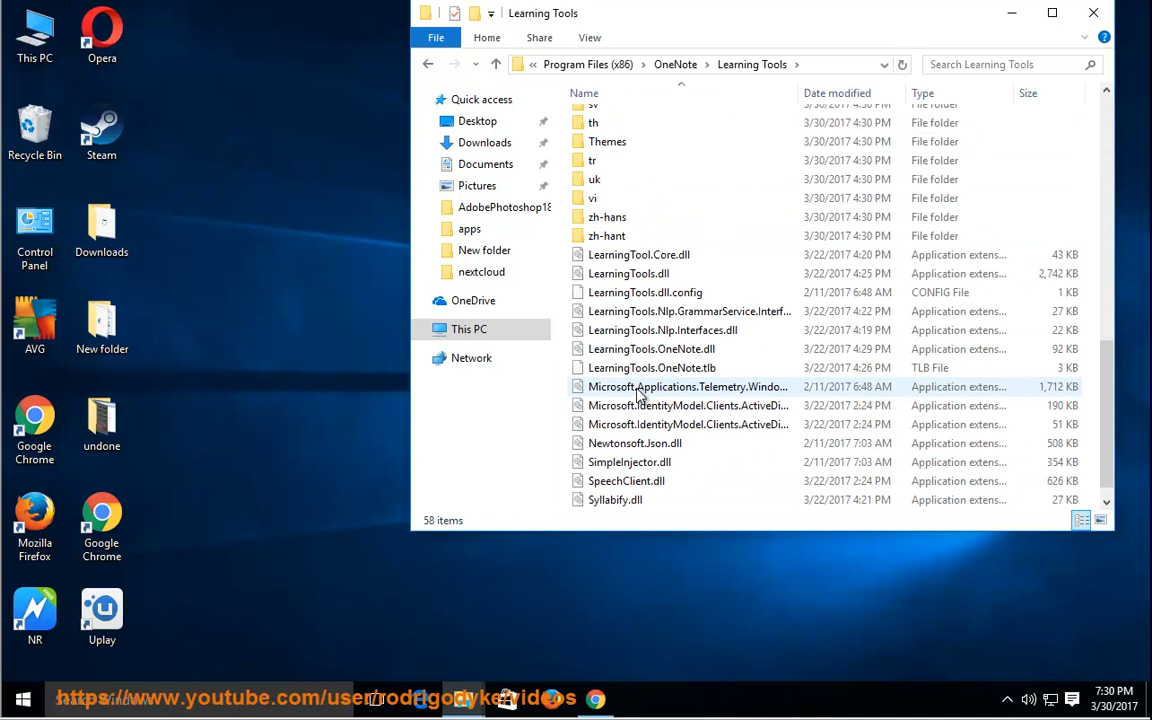 Learning Tools
File Home Share View
« Program Files (x86) › OneNote › Learning Tools ›
Search Learning Tools
This PC
Opera
Recycle Bin
Steam
Control Panel
Downloads
AVG
New folder
Google Chrome
undone
Mozilla Firefox
Google Chrome
NR
Uplay
Quick access
Desktop
Downloads
Documents
Pictures
AdobePhotoshop18
apps
New folder
nextcloud
OneDrive
This PC
Network
Name Date modified Type Size
sv 3/30/2017 4:30 PM File folder
th 3/30/2017 4:30 PM File folder
Themes 3/30/2017 4:30 PM File folder
tr 3/30/2017 4:30 PM File folder
uk 3/30/2017 4:30 PM File folder
vi 3/30/2017 4:30 PM File folder
zh-hans 3/30/2017 4:30 PM File folder
zh-hant 3/30/2017 4:30 PM File folder
LearningTool.Core.dll 3/22/2017 4:20 PM Application extens... 43 KB
LearningTools.dll 3/22/2017 4:25 PM Application extens... 2,742 KB
LearningTools.dll.config 2/11/2017 6:48 AM CONFIG File 1 KB
LearningTools.Nlp.GrammarService.Interf... 3/22/2017 4:22 PM Application extens... 27 KB
LearningTools.Nlp.Interfaces.dll 3/22/2017 4:19 PM Application extens... 22 KB
LearningTools.OneNote.dll 3/22/2017 4:29 PM Application extens... 92 KB
LearningTools.OneNote.tlb 3/22/2017 4:26 PM TLB File 3 KB
Microsoft.Applications.Telemetry.Windo... 2/11/2017 6:48 AM Application extens... 1,712 KB
Microsoft.IdentityModel.Clients.ActiveDi... 3/22/2017 2:24 PM Application extens... 190 KB
Microsoft.IdentityModel.Clients.ActiveDi... 3/22/2017 2:24 PM Application extens... 51 KB
Newtonsoft.Json.dll 2/11/2017 7:03 AM Application extens... 508 KB
SimpleInjector.dll 2/11/2017 7:03 AM Application extens... 354 KB
SpeechClient.dll 3/22/2017 2:24 PM Application extens... 626 KB
Syllabify.dll 3/22/2017 4:21 PM Application extens... 27 KB
58 items
https://www.youtube.com/user/rodrigodyke/videos
7:30 PM
3/30/2017